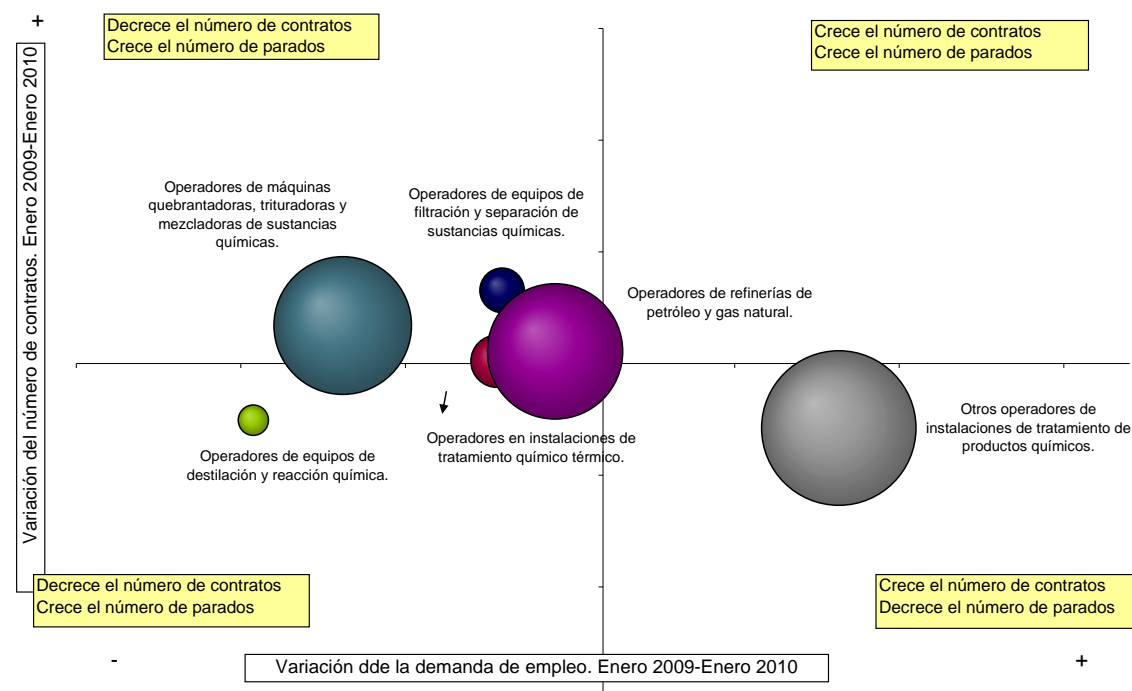 +
Decrece el número de contratos
Crece el número de parados
Crece el número de contratos
Crece el número de parados
Variación del número de contratos. Enero 2009-Enero 2010
Operadores de máquinas
quebrantadoras, trituradoras y
mezcladoras de sustancias
químicas.
Operadores de equipos de
filtración y separación de
sustancias químicas.
Operadores de refinerías de
petróleo y gas natural.
Otros operadores de
instalaciones de tratamiento de
productos químicos.
Operadores de equipos de
destilación y reacción química.
Operadores en instalaciones de
tratamiento químico térmico.
Decrece el número de contratos
Crece el número de parados
Crece el número de contratos
Decrece el número de parados
-
Variación dde la demanda de empleo. Enero 2009-Enero 2010
+